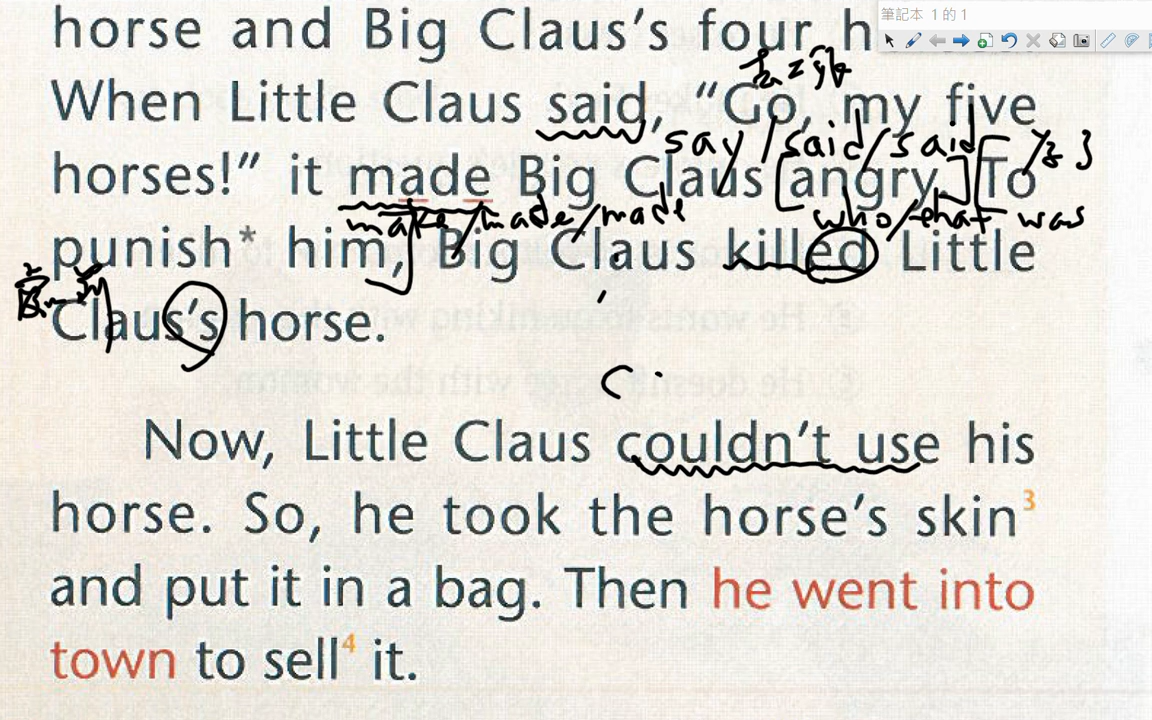 筆記本 1 的 1
horse and Big Claus's four h
When Little Claus said, "Go, my five
say / said / said
horses!" it made Big Claus [angry.] [To
make / made / made who/that was
punish* him, Big Claus killed Little
Claus's horse.
C
Now, Little Claus couldn't use his
horse. So, he took the horse's skin3
and put it in a bag. Then he went into
town to sell4 it.